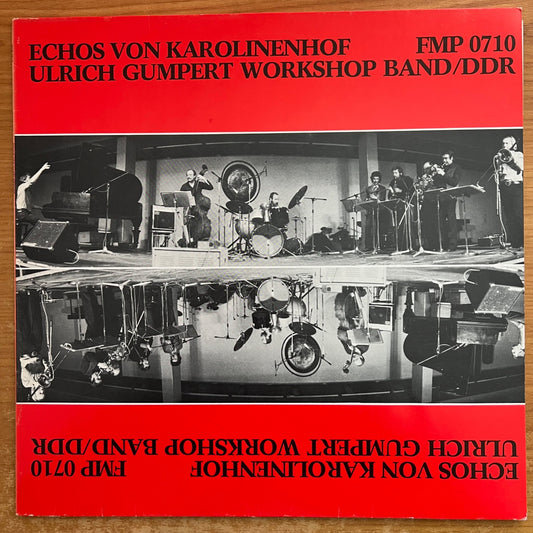 ECHOS VON KAROLINENHOF FMP 0710
ULRICH GUMPERT WORKSHOP BAND/DDR
ECHOS VON KAROLINENHOF FMP 0710
ULRICH GUMPERT WORKSHOP BAND/DDR